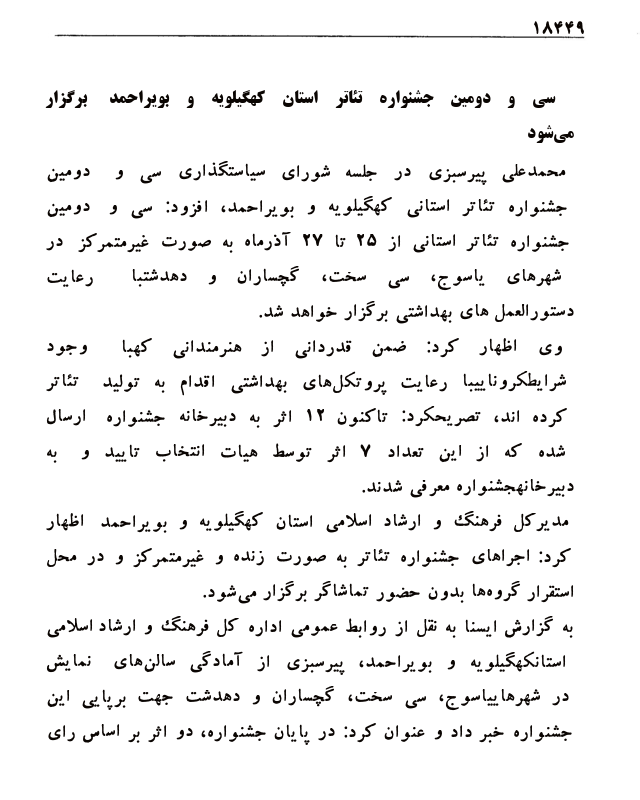 ۱۸۴۴۹
سی و دومین جشنواره تئاتر استان کهگیلویه و بویراحمد برگزار
می‌شود
محمدعلی پیرسبزی در جلسه شورای سیاستگذاری سی و دومین
جشنواره تئاتر استانی کهگیلویه و بویراحمد، افزود: سی و دومین
جشنواره تئاتر استانی از ۲۵ تا ۲۷ آذرماه به صورت غیرمتمرکز در
شهرهای یاسوج، سی سخت، گچساران و دهدشتبا رعایت
دستورالعمل های بهداشتی برگزار خواهد شد.
وی اظهار کرد: ضمن قدردانی از هنرمندانی کهبا وجود
شرایطکروناییبا رعایت پروتکل‌های بهداشتی اقدام به تولید تئاتر
کرده اند، تصریحکرد: تاکنون ۱۲ اثر به دبیرخانه جشنواره ارسال
شده که از این تعداد ۷ اثر توسط هیات انتخاب تایید و به
دبیرخانهجشنواره معرفی شدند.
مدیرکل فرهنگ و ارشاد اسلامی استان کهگیلویه و بویراحمد اظهار
کرد: اجراهای جشنواره تئاتر به صورت زنده و غیرمتمرکز و در محل
استقرار گروه‌ها بدون حضور تماشاگر برگزار می‌شود.
به گزارش ایسنا به نقل از روابط عمومی اداره کل فرهنگ و ارشاد اسلامی
استانکهگیلویه و بویراحمد، پیرسبزی از آمادگی سالن‌های نمایش
در شهرهاییاسوج، سی سخت، گچساران و دهدشت جهت برپایی این
جشنواره خبر داد و عنوان کرد: در پایان جشنواره، دو اثر بر اساس رای